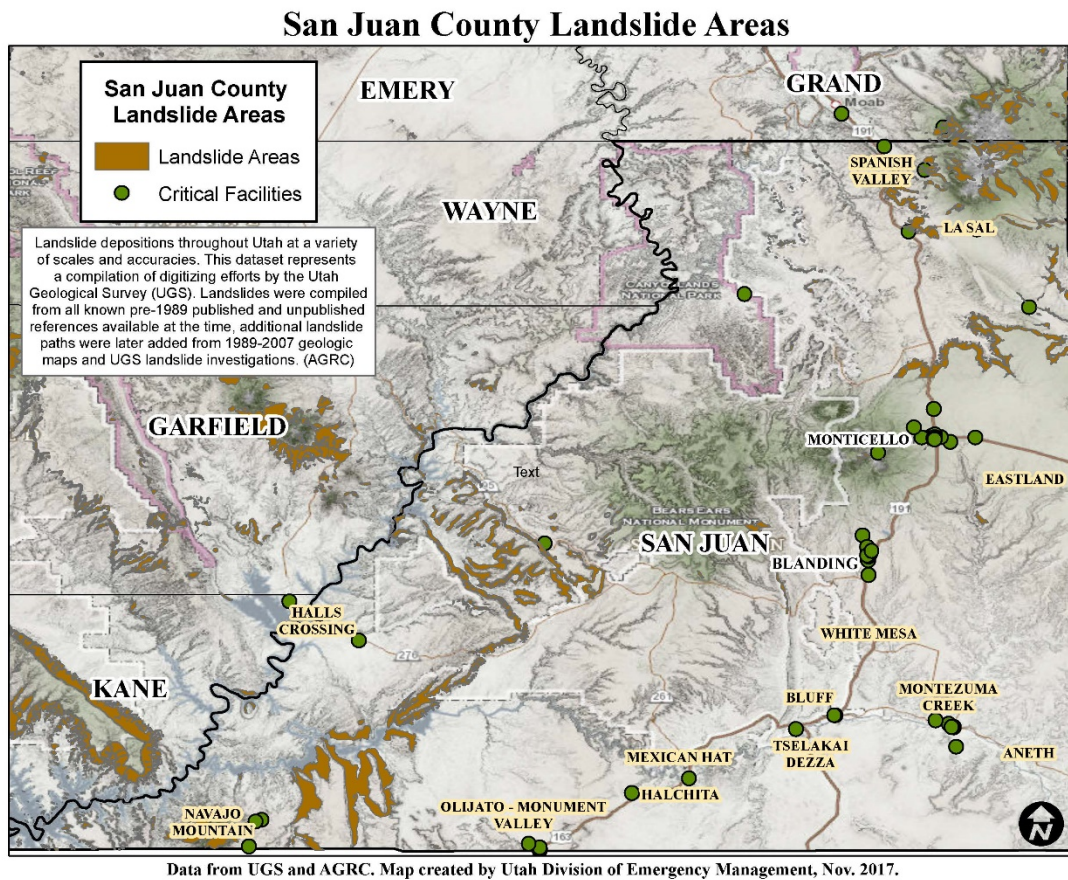 San Juan County Landslide Areas
San Juan County
Landslide Areas
Landslide Areas
Critical Facilities
Landslide depositions throughout Utah at a variety
of scales and accuracies. This dataset represents
a compilation of digitizing efforts by the Utah
Geological Survey (UGS). Landslides were compiled
from all known pre-1989 published and unpublished
references available at the time, additional landslide
paths were later added from 1989-2007 geologic
maps and UGS landslide investigations. (AGRC)
EMERY
GRAND
Moab
191
SPANISH
VALLEY
WAYNE
LA SAL
CANYONLANDS
NATIONAL PARK
GARFIELD
MONTICELLO
Text
95
EASTLAND
191
BEARS EARS
NATIONAL MONUMENT
SAN JUAN
BLANDING
HALLS
CROSSING
276
WHITE MESA
KANE
261
BLUFF
MONTEZUMA
CREEK
TSELAKAI
DEZZA
ANETH
MEXICAN HAT
HALCHITA
NAVAJO
MOUNTAIN
OLIJATO - MONUMENT
VALLEY
163
N
Data from UGS and AGRC. Map created by Utah Division of Emergency Management, Nov. 2017.